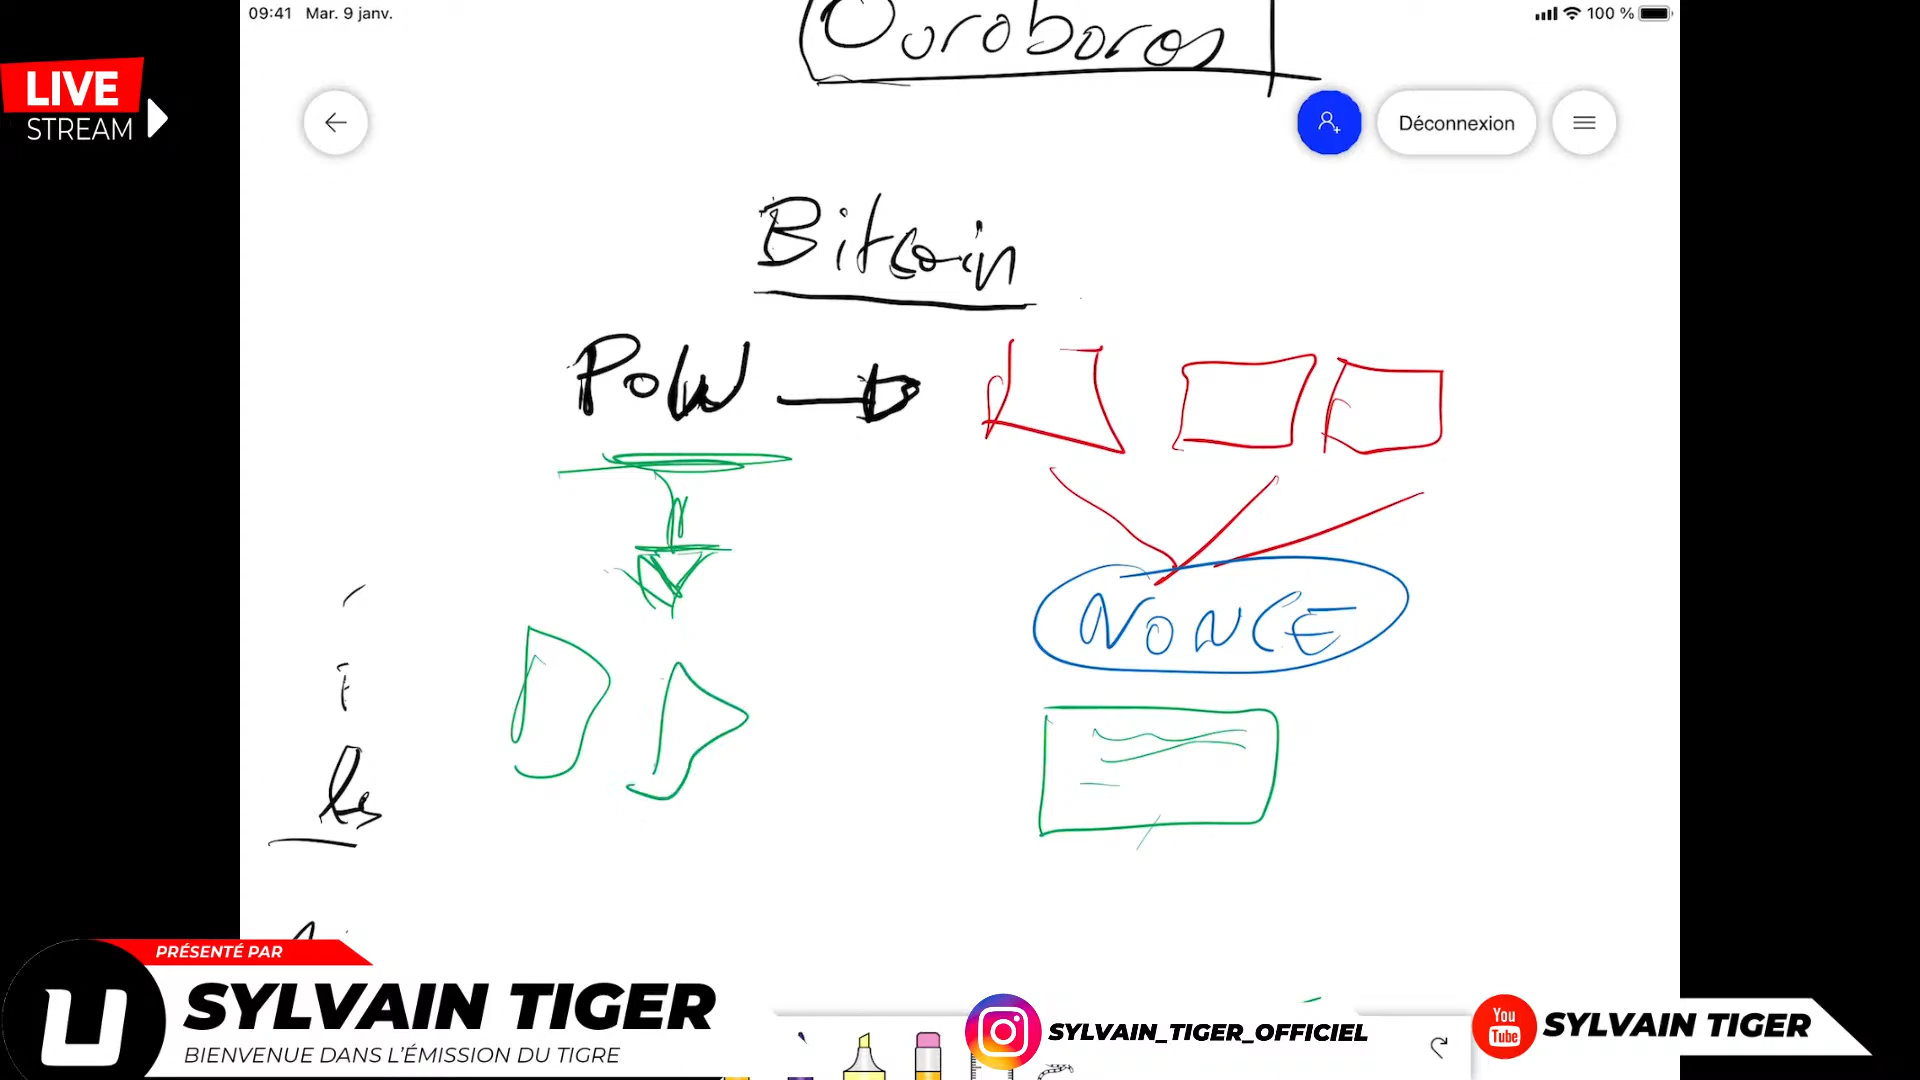 09:41 Mar. 9 janv.
100 %
Ouroboros
LIVE
STREAM
Déconnexion
Bitcoin
PoW
NONCE
les
PRÉSENTÉ PAR
SYLVAIN TIGER
BIENVENUE DANS L'ÉMISSION DU TIGRE
SYLVAIN_TIGER_OFFICIEL
You
Tube
SYLVAIN TIGER